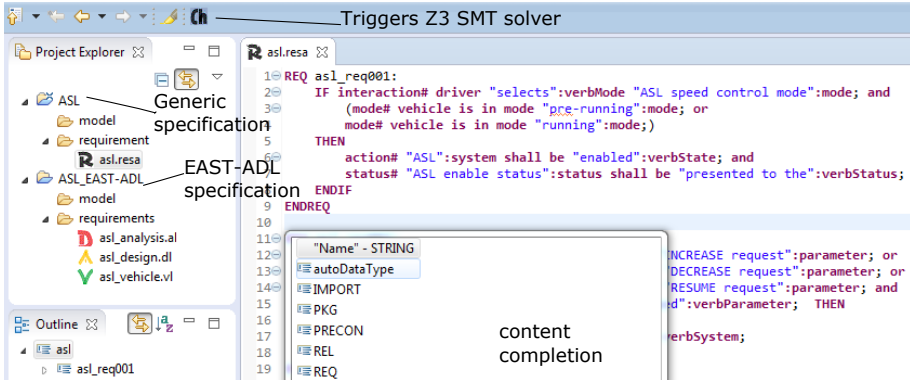 Ch
Triggers Z3 SMT solver
Project Explorer
ASL
model
requirement
asl.resa
ASL_EAST-ADL
model
requirements
asl_analysis.al
asl_design.dl
asl_vehicle.vl
Generic
specification
EAST-ADL
specification
Outline
asl
asl_req001
asl.resa
1 REQ asl_req001:
2 IF interaction# driver "selects":verbMode "ASL speed control mode":mode; and
3 (mode# vehicle is in mode "pre-running":mode; or
mode# vehicle is in mode "running":mode;)
5 THEN
6 action# "ASL":system shall be "enabled":verbState; and
status# "ASL enable status":status shall be "presented to the":verbStatus;
ENDIF
9 ENDREQ
10
11
12 INCREASE request":parameter; or
13 DECREASE request":parameter; or
14 RESUME request":parameter; and
15 ed":verbParameter; THEN
16
17 verbSystem;
18
19
"Name" - STRING
autoDataType
IMPORT
PKG
PRECON
REL
REQ
content
completion